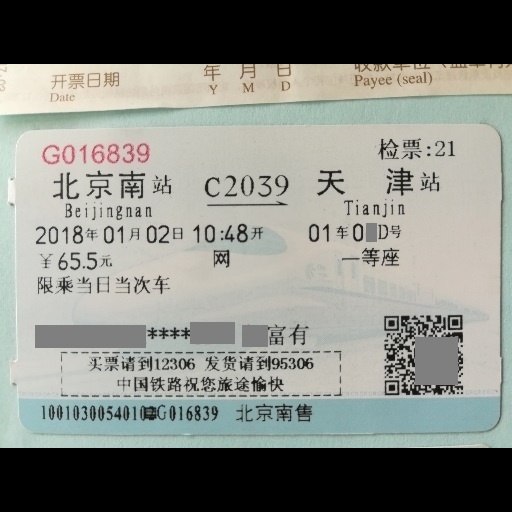 开票日期 年 月 日 收款单位
Date Y M D Payee (seal)
G016839 检票:21
北京南站 C2039 天津站
Beijingnan Tianjin
2018年01月02日 10:48开 01车0D号
￥65.5元 网 一等座
限乘当日当次车
**** 富有
买票请到12306 发货请到95306
中国铁路祝您旅途愉快
G016839 北京南售